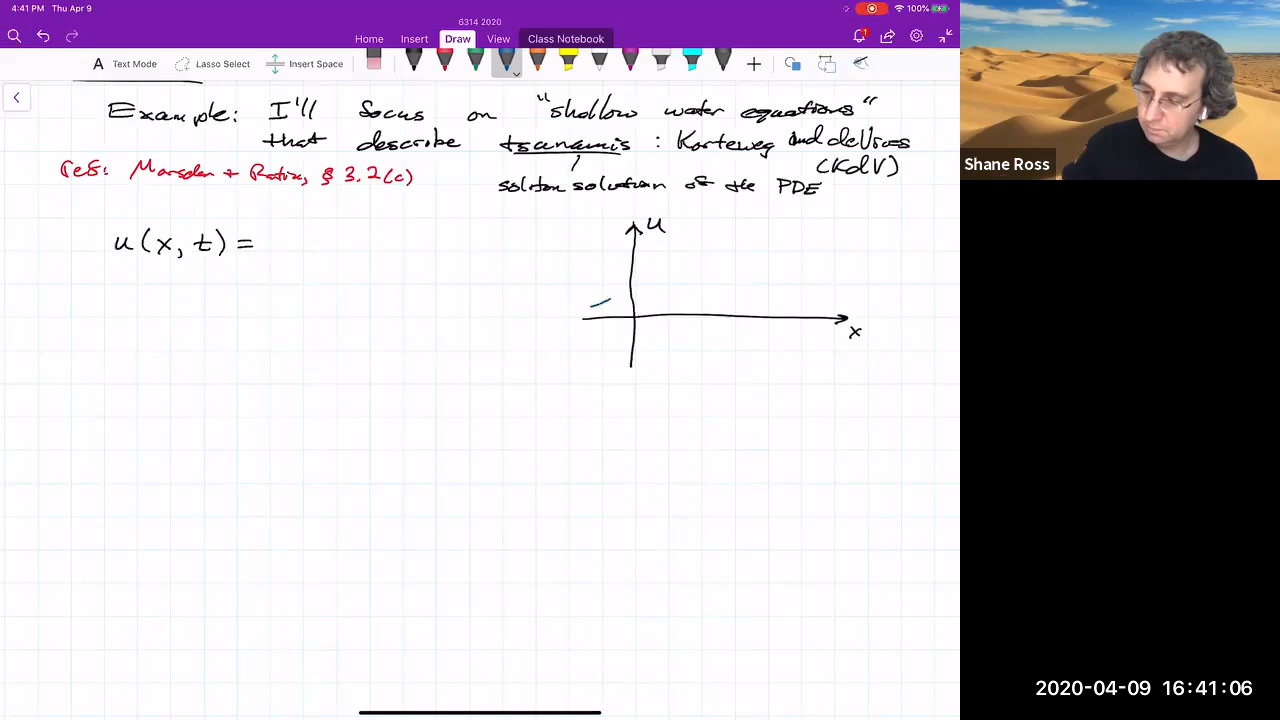 4:41 PM Thu Apr 9
100%
6314 2020
Home Insert Draw View Class Notebook
1
A Text Mode Lasso Select Insert Space
Example: I'll focus on "shallow water equations"
that describe tsunamis : Korteweg and deVries
(KdV)
ref: Marsden + Ratiu, § 3.2(c)
soliton solution of the PDE
u(x, t) =
u
x
Shane Ross
2020-04-09 16:41:06